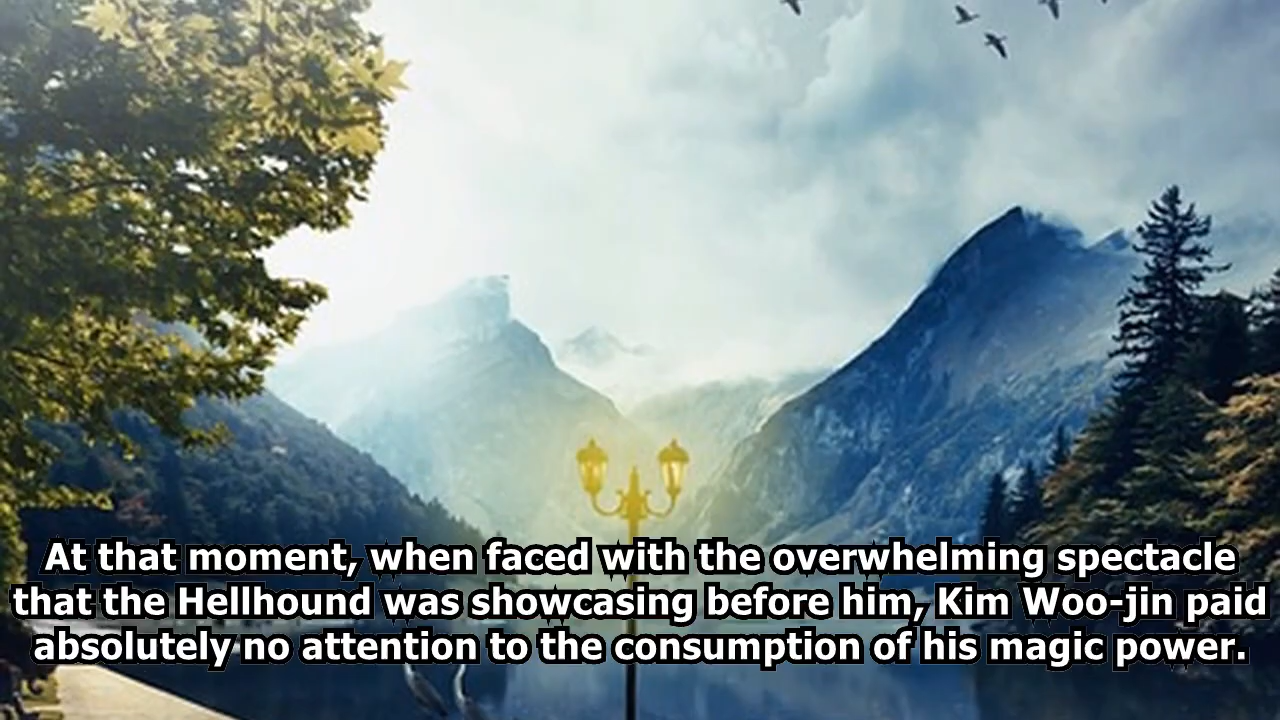 At that moment, when faced with the overwhelming spectacle
that the Hellhound was showcasing before him, Kim Woo-jin paid
absolutely no attention to the consumption of his magic power.